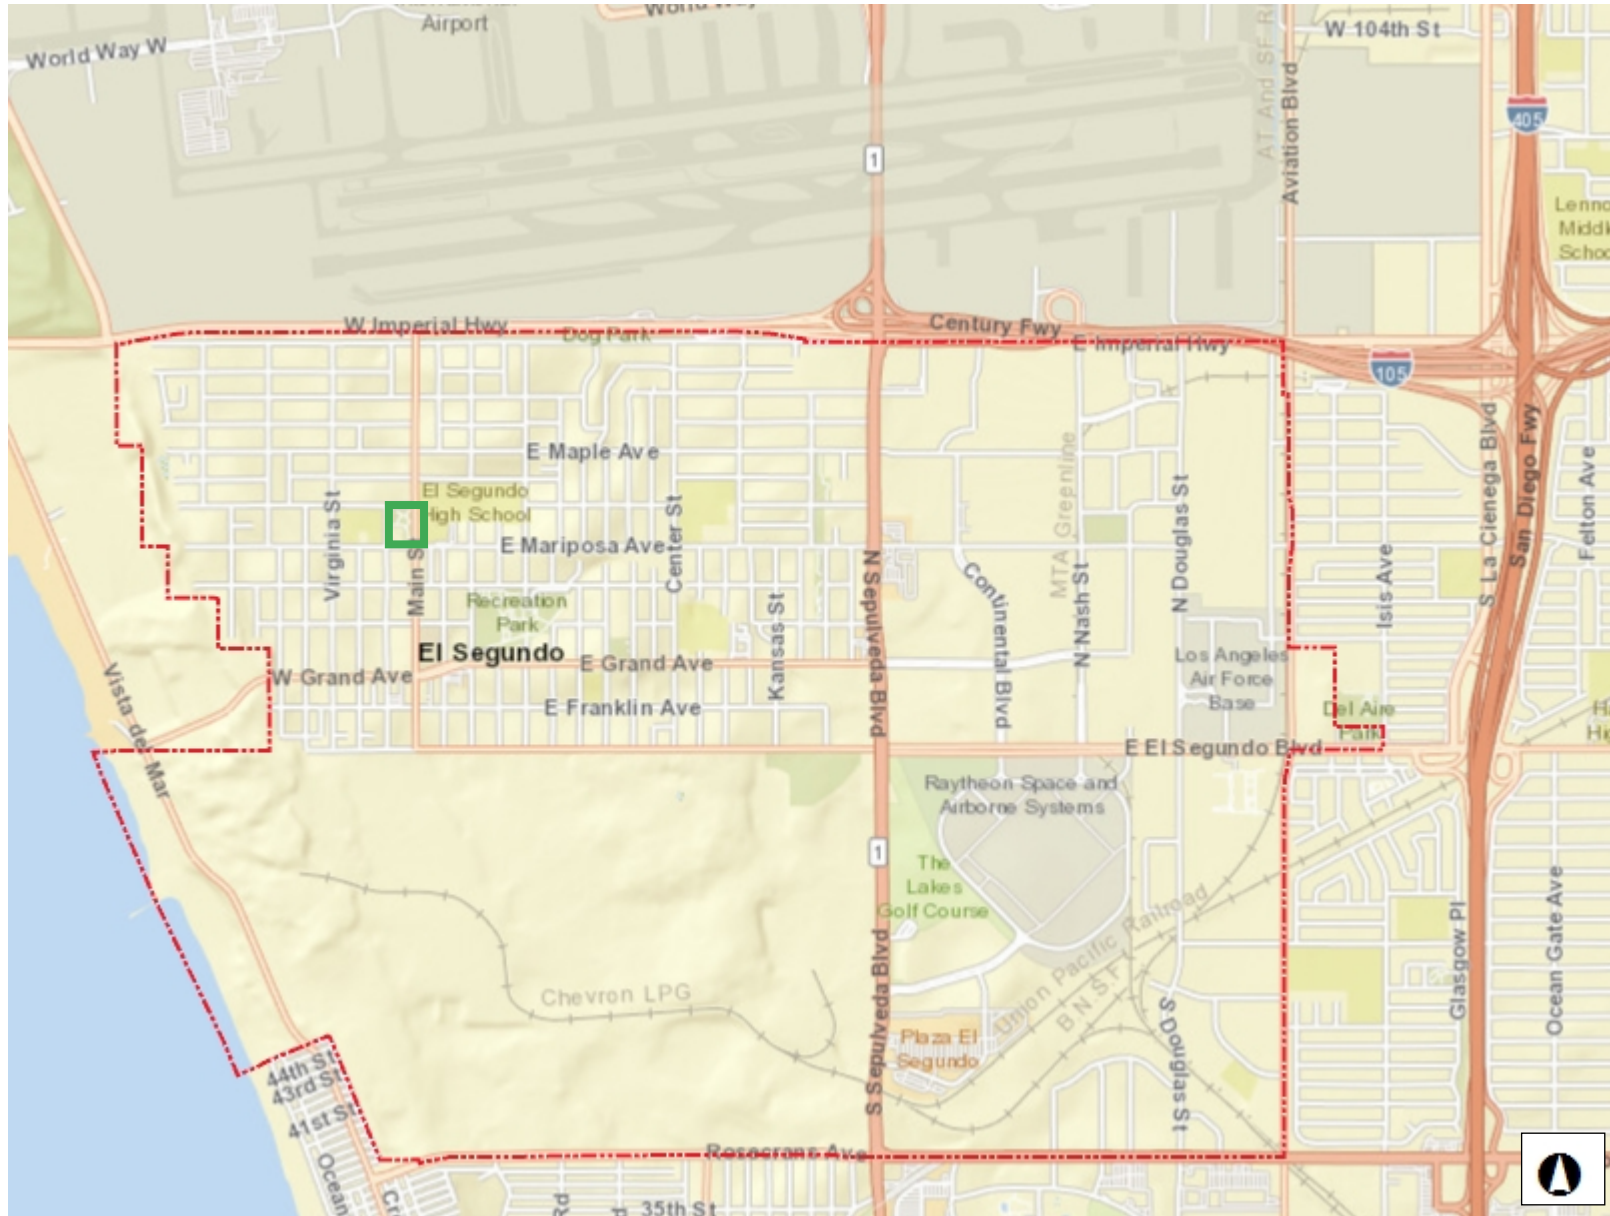 Airport
World Way
World Way W
W 104th St
AT And SF R
Aviation Blvd
405
1
Lenno
Middl
Schoo
W Imperial Hwy
Dog Park
Century Fwy
E Imperial Hwy
105
E Maple Ave
El Segundo
High School
Virginia St
Main S
Center St
E Mariposa Ave
Recreation
Park
El Segundo
W Grand Ave
E Grand Ave
Kansas St
E Franklin Ave
N Sepulveda Blvd
Continental Blvd
MTA Greenline
N Nash St
N Douglas St
Los Angeles
Air Force
Base
Isis Ave
S La Cienega Blvd
San Diego Fwy
Felton Ave
Del Aire
Park
Hig
E El Segundo Blvd
Vista del Mar
Raytheon Space and
Airborne Systems
1
The
Lakes
Golf Course
Chevron LPG
S Sepulveda Blvd
Union Pacific Railroad
B.N.S.F
Plaza El
Segundo
S Douglas St
Glasgow Pl
Ocean Gate Ave
44th St
43rd St
41st St
Ocean
Cre
Rosecrans Ave
Rd
35th St